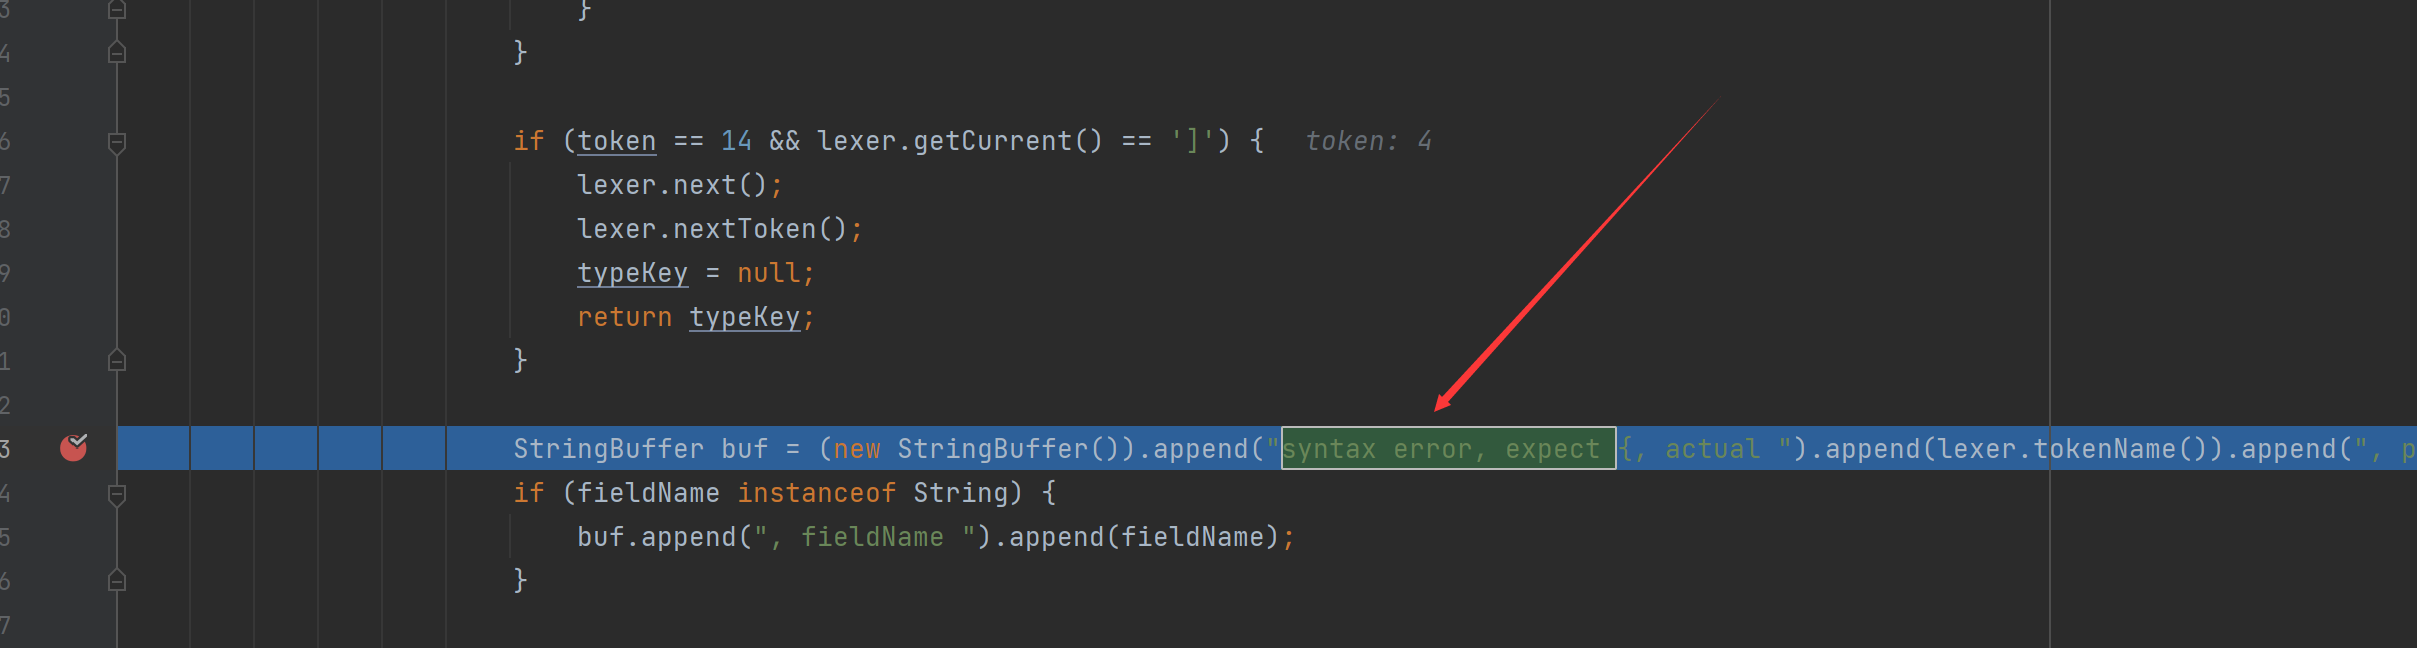 3 }
4 }
5
6 if (token == 14 && lexer.getCurrent() == ']') { token: 4
7 lexer.next();
8 lexer.nextToken();
9 typeKey = null;
0 return typeKey;
1 }
2
3 StringBuffer buf = (new StringBuffer()).append("syntax error, expect {, actual ").append(lexer.tokenName()).append(", p
4 if (fieldName instanceof String) {
5 buf.append(", fieldName ").append(fieldName);
6 }
7